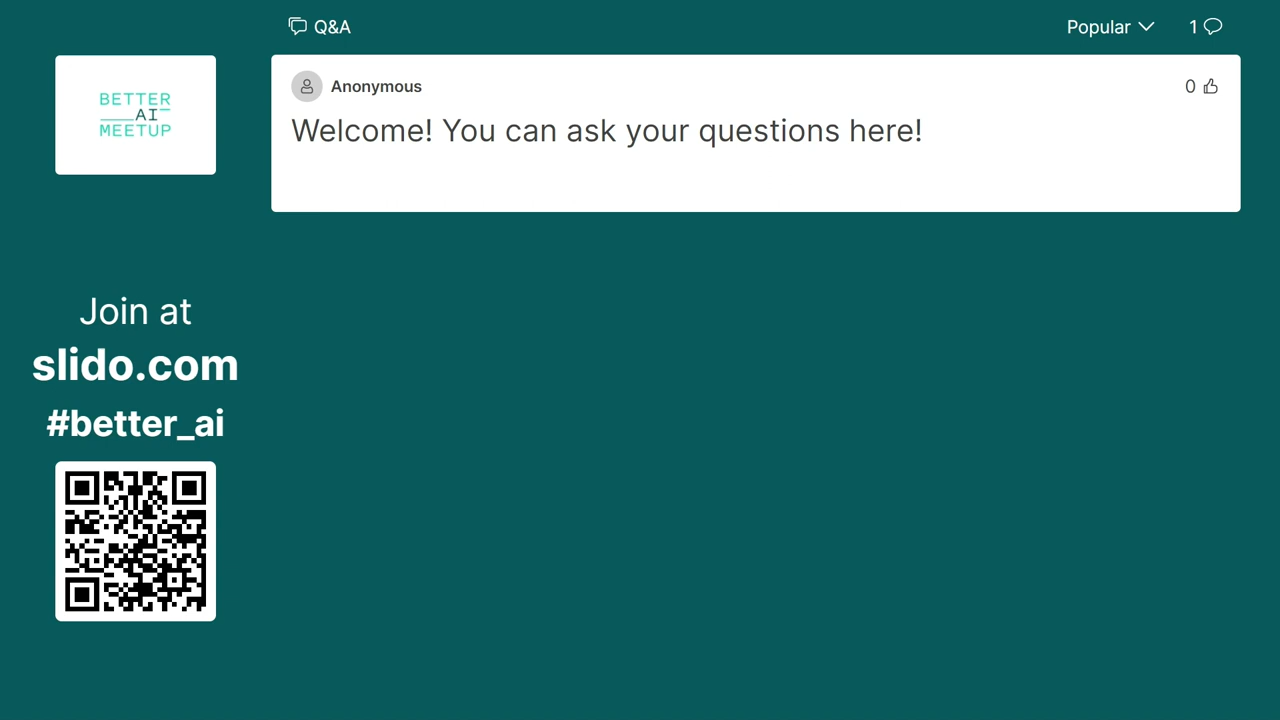 Q&A
Popular
1
BETTER
AI
MEETUP
Anonymous
0
Welcome! You can ask your questions here!
Join at
slido.com
#better_ai